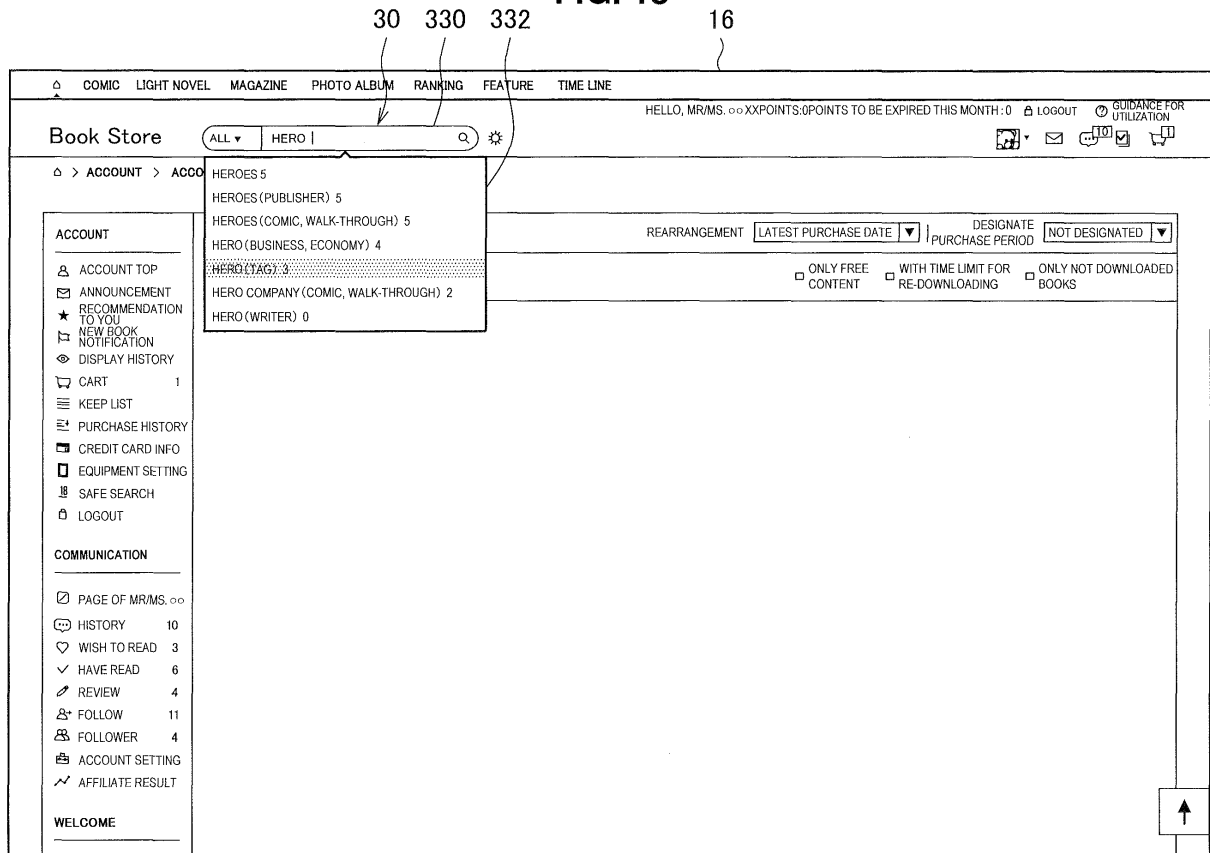 30 330 332 16
COMIC LIGHT NOVEL MAGAZINE PHOTO ALBUM RANKING FEATURE TIME LINE
HELLO, MR/MS. ○○XXPOINTS:0POINTS TO BE EXPIRED THIS MONTH:0 LOGOUT ? GUIDANCE FOR UTILIZATION
Book Store ALL ▼ HERO 10 1
> ACCOUNT > ACCO
HEROES 5
HEROES(PUBLISHER) 5
HEROES(COMIC, WALK-THROUGH) 5
HERO(BUSINESS, ECONOMY) 4
HERO(TAG) 3
HERO COMPANY(COMIC, WALK-THROUGH) 2
HERO(WRITER) 0
REARRANGEMENT LATEST PURCHASE DATE ▼ DESIGNATE PURCHASE PERIOD NOT DESIGNATED ▼
ONLY FREE CONTENT WITH TIME LIMIT FOR RE-DOWNLOADING ONLY NOT DOWNLOADED BOOKS
ACCOUNT
ACCOUNT TOP
ANNOUNCEMENT
RECOMMENDATION TO YOU
NEW BOOK NOTIFICATION
DISPLAY HISTORY
CART 1
KEEP LIST
PURCHASE HISTORY
CREDIT CARD INFO
EQUIPMENT SETTING
18 SAFE SEARCH
LOGOUT
COMMUNICATION
PAGE OF MR/MS. ○○
HISTORY 10
WISH TO READ 3
HAVE READ 6
REVIEW 4
FOLLOW 11
FOLLOWER 4
ACCOUNT SETTING
AFFILIATE RESULT
WELCOME